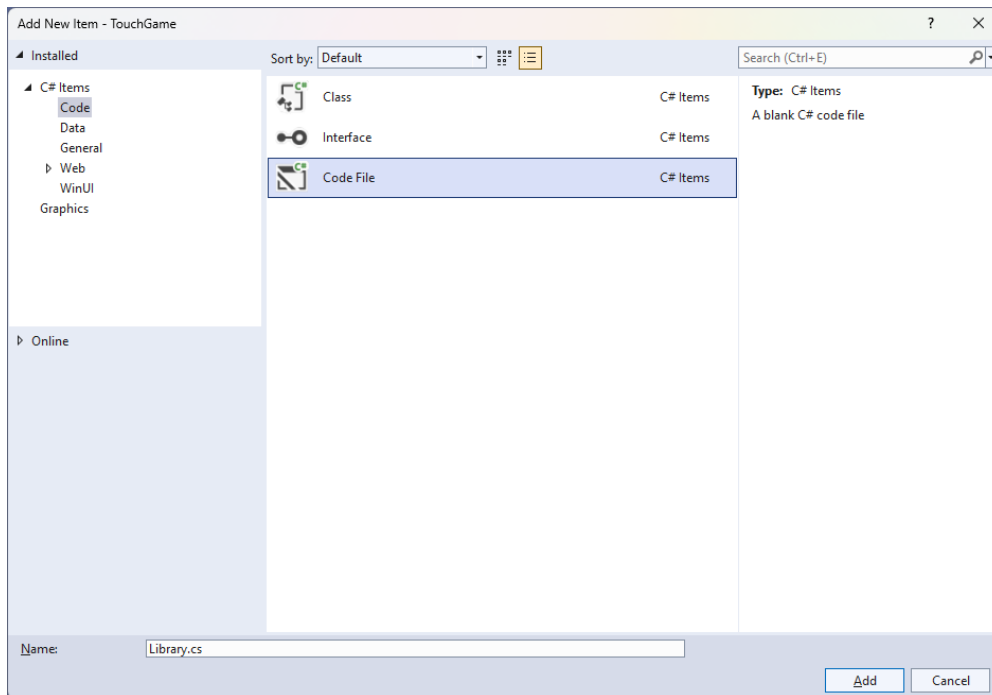 Add New Item - TouchGame
?
Installed
Sort by: Default
Search (Ctrl+E)
C# Items
Code
Data
General
Web
WinUI
Graphics
Online
C# Class C# Items
Interface C# Items
C# Code File C# Items
Type: C# Items
A blank C# code file
Name: Library.cs
Add Cancel